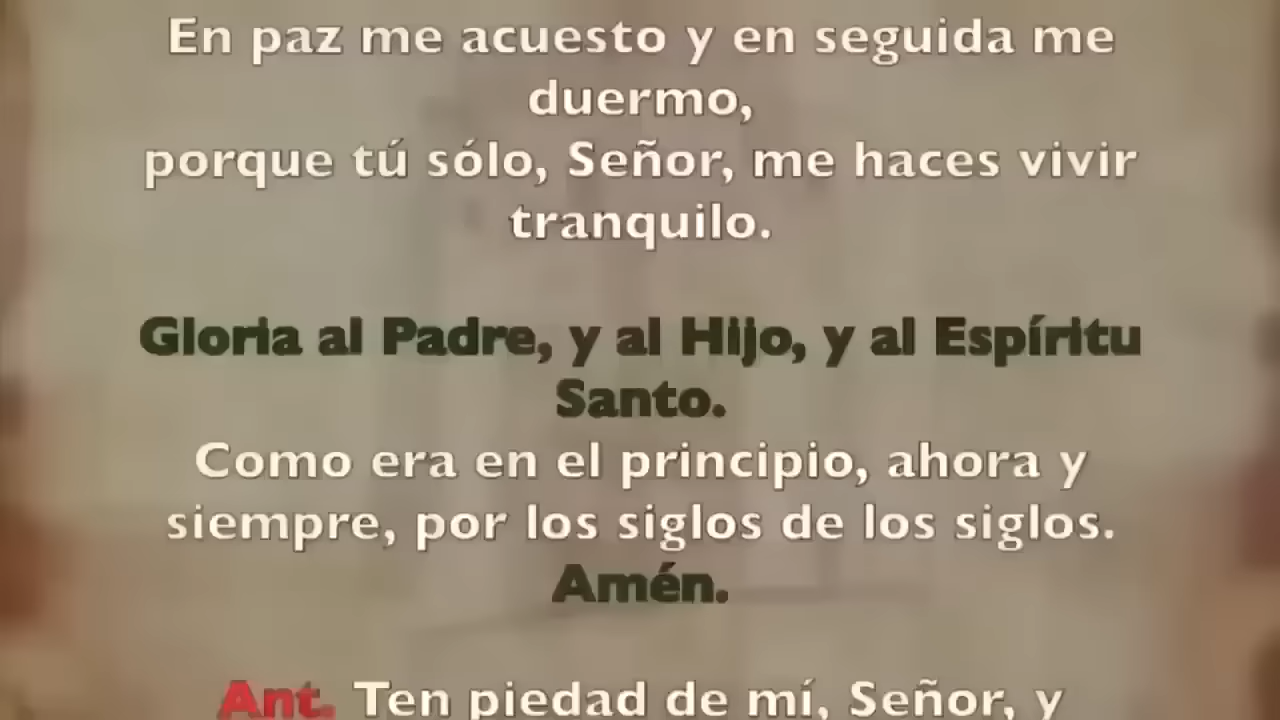 En paz me acuesto y en seguida me
duermo,
porque tú sólo, Señor, me haces vivir
tranquilo.
Gloria al Padre, y al Hijo, y al Espíritu
Santo.
Como era en el principio, ahora y
siempre, por los siglos de los siglos.
Amén.
Ant. Ten piedad de mí, Señor, y